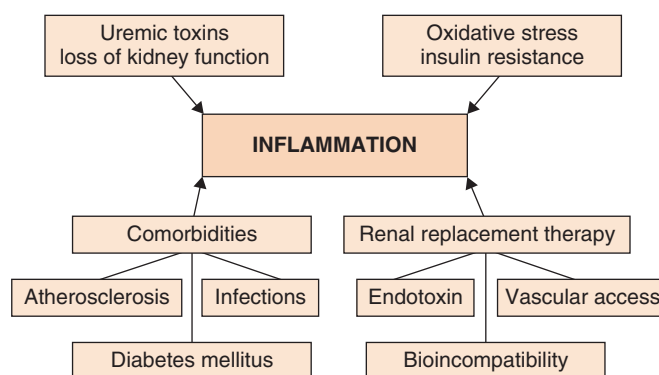 Uremic toxins
loss of kidney function
Oxidative stress
insulin resistance
INFLAMMATION
Comorbidities
Renal replacement therapy
Atherosclerosis
Infections
Endotoxin
Vascular access
Diabetes mellitus
Bioincompatibility